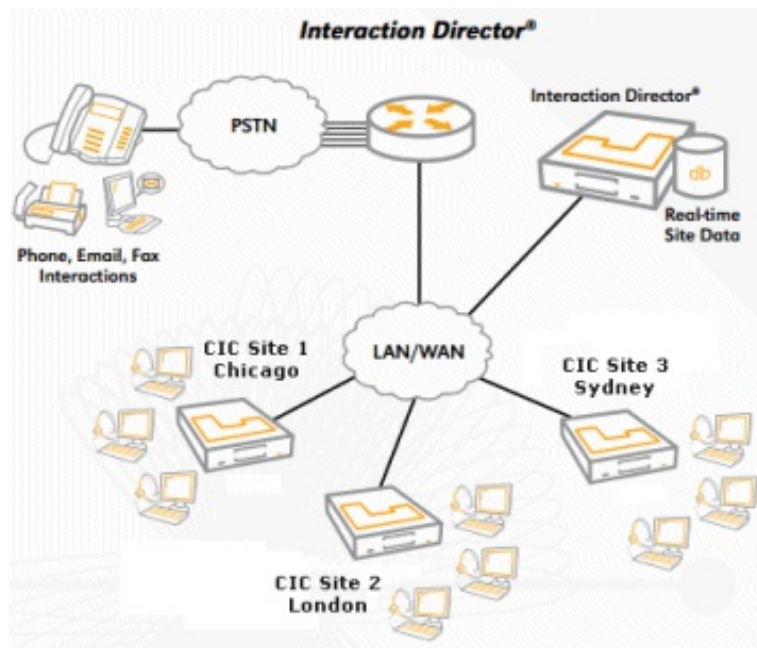 Interaction Director®
PSTN
Interaction Director®
db
Real-time
Site Data
Phone, Email, Fax
Interactions
LAN/WAN
CIC Site 1
Chicago
CIC Site 3
Sydney
CIC Site 2
London